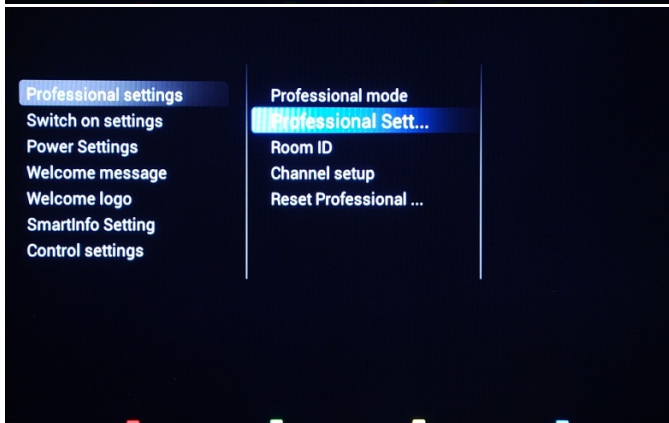 Professional settings
Switch on settings
Power Settings
Welcome message
Welcome logo
SmartInfo Setting
Control settings
Professional mode
Professional Sett...
Room ID
Channel setup
Reset Professional ...